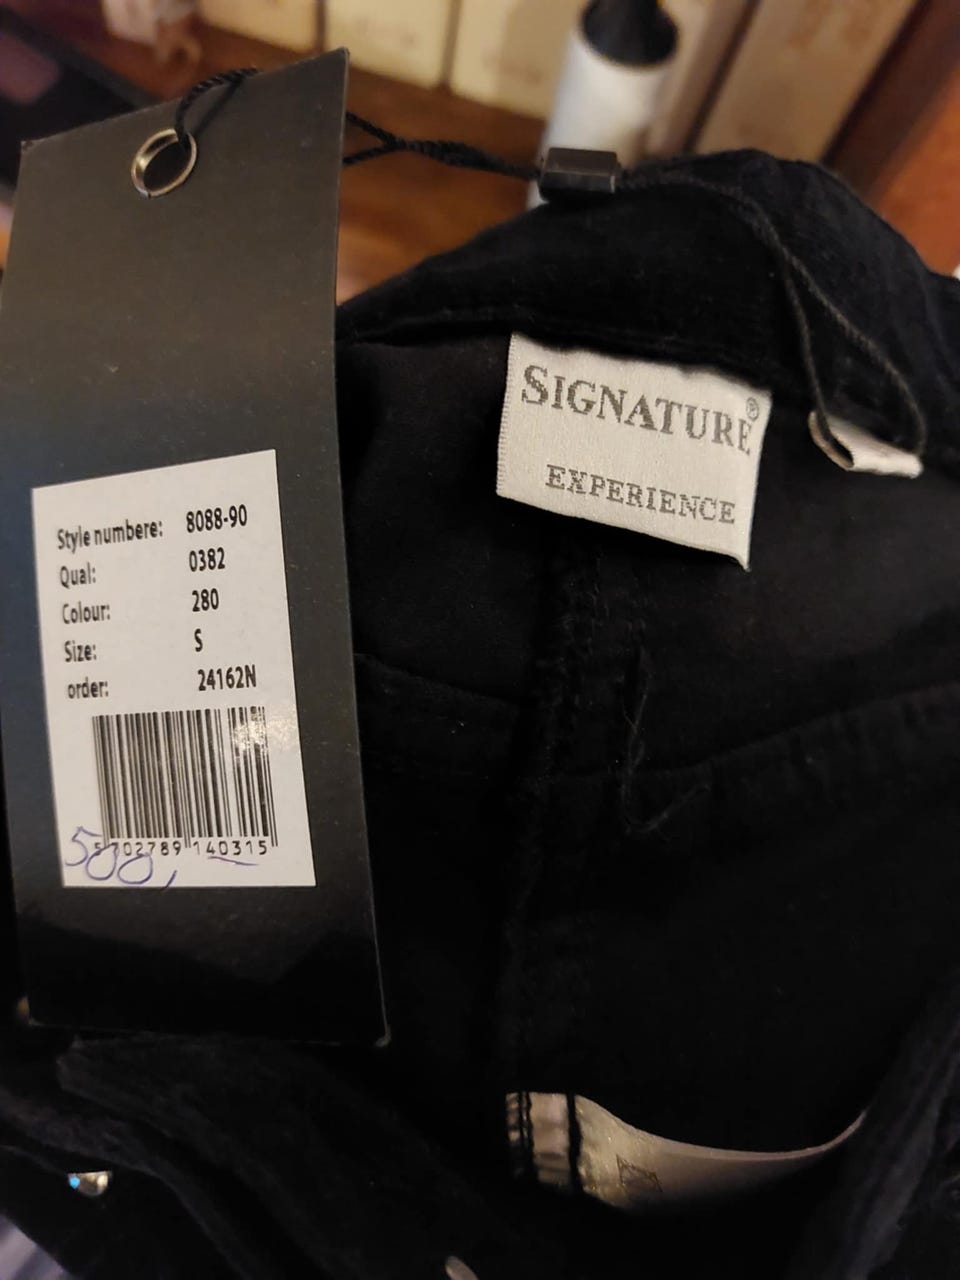 Style numbere: 8088-90
Qual: 0382
Colour: 280
Size: S
order: 24162N
5702789 140315
500,
SIGNATURE®
EXPERIENCE